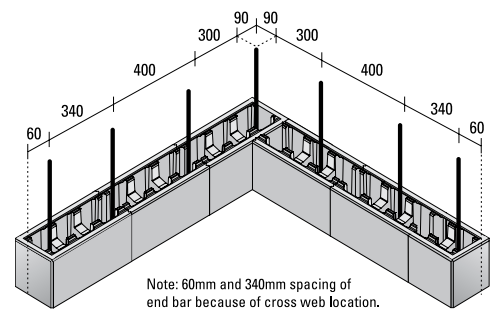 90 90
300 300
400 400
340 340
60 60
Note: 60mm and 340mm spacing of
end bar because of cross web location.